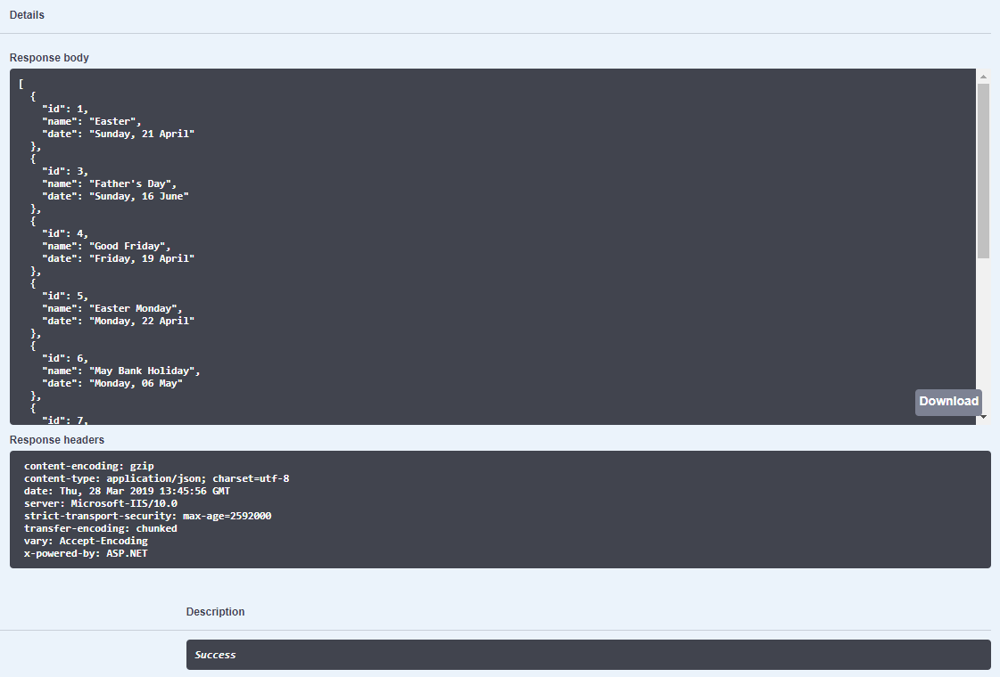 Details
Response body
[
  {
    "id": 1,
    "name": "Easter",
    "date": "Sunday, 21 April"
  },
  {
    "id": 3,
    "name": "Father's Day",
    "date": "Sunday, 16 June"
  },
  {
    "id": 4,
    "name": "Good Friday",
    "date": "Friday, 19 April"
  },
  {
    "id": 5,
    "name": "Easter Monday",
    "date": "Monday, 22 April"
  },
  {
    "id": 6,
    "name": "May Bank Holiday",
    "date": "Monday, 06 May"
  },
  {
    "id": 7,
Download
Response headers
content-encoding: gzip
content-type: application/json; charset=utf-8
date: Thu, 28 Mar 2019 13:45:56 GMT
server: Microsoft-IIS/10.0
strict-transport-security: max-age=2592000
transfer-encoding: chunked
vary: Accept-Encoding
x-powered-by: ASP.NET
Description
Success